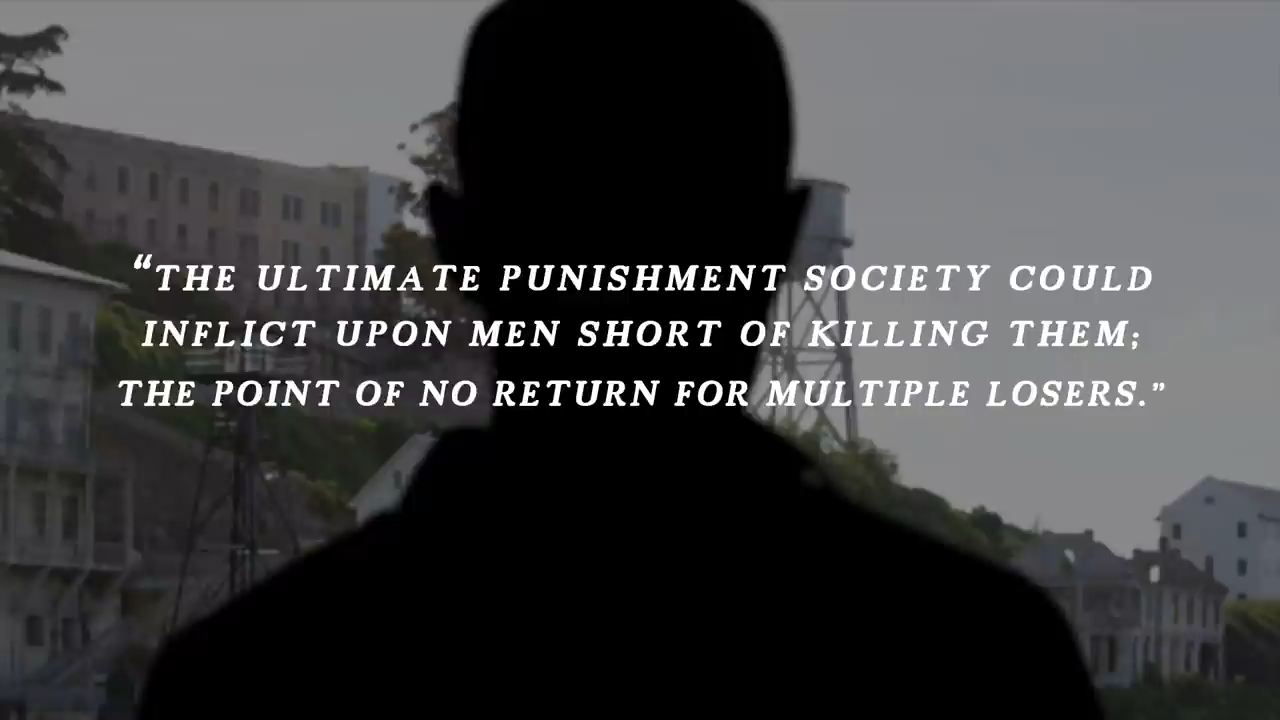 “THE ULTIMATE PUNISHMENT SOCIETY COULD
INFLICT UPON MEN SHORT OF KILLING THEM;
THE POINT OF NO RETURN FOR MULTIPLE LOSERS.”